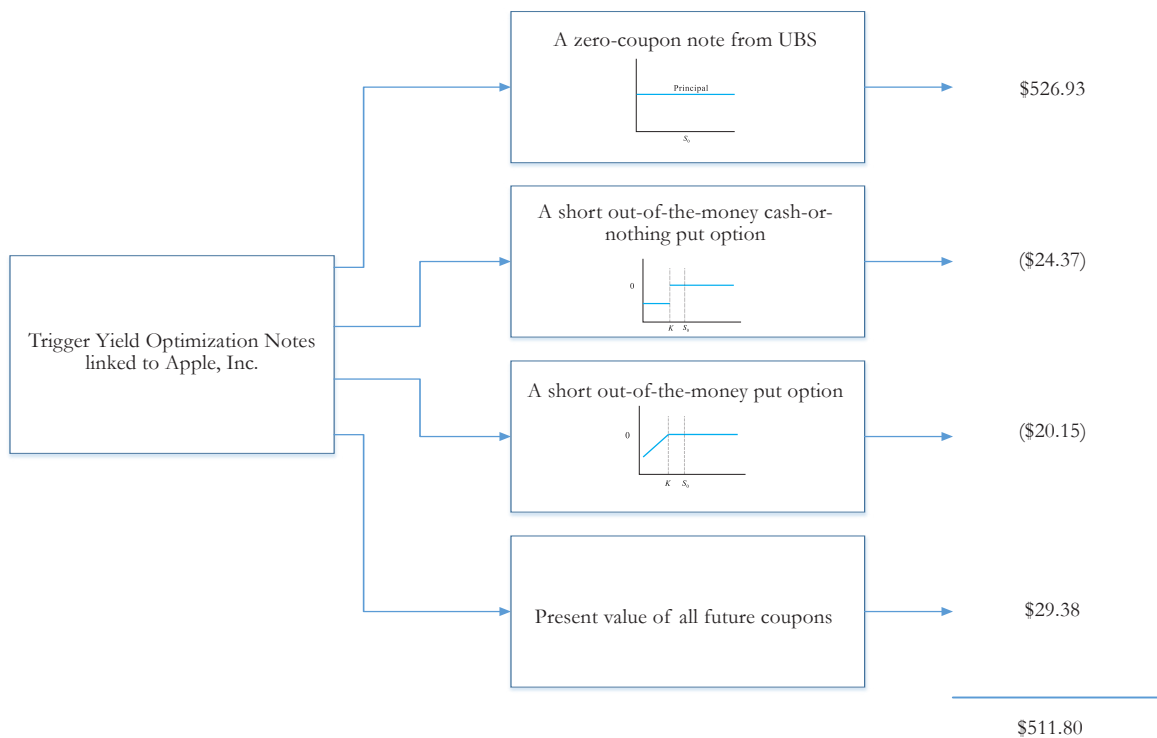 A zero-coupon note from UBS
Principal
S₀
$526.93
A short out-of-the-money cash-or-
nothing put option
0
K S₀
($24.37)
Trigger Yield Optimization Notes
linked to Apple, Inc.
A short out-of-the-money put option
0
K S₀
($20.15)
Present value of all future coupons
$29.38
$511.80